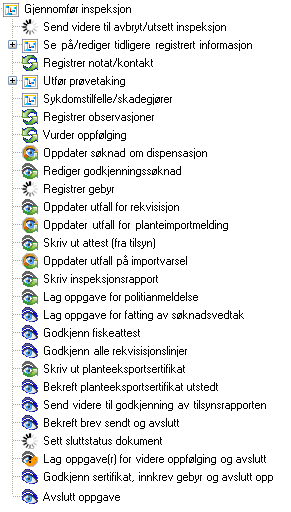 Gjennomfør inspeksjon
Send videre til avbryt/utsett inspeksjon
Se på/rediger tidligere registrert informasjon
Registrer notat/kontakt
Utfør prøvetaking
Sykdomstilfelle/skadegjører
Registrer observasjoner
Vurder oppfølging
Oppdater søknad om dispensasjon
Rediger godkjenningssøknad
Registrer gebyr
Oppdater utfall for rekvisisjon
Oppdater utfall for planteimportmelding
Skriv ut attest (fra tilsyn)
Oppdater utfall på importvarsel
Skriv inspeksjonsrapport
Lag oppgave for politianmeldelse
Lag oppgave for fatting av søknadsvedtak
Godkjenn fiskeattest
Godkjenn alle rekvisisjonslinjer
Skriv ut planteeksportsertifikat
Bekreft planteeksportsertifikat utstedt
Send videre til godkjenning av tilsynsrapporten
Bekreft brev sendt og avslutt
Sett sluttstatus dokument
Lag oppgave(r) for videre oppfølging og avslutt
Godkjenn sertifikat, innkrev gebyr og avslutt opp
Avslutt oppgave